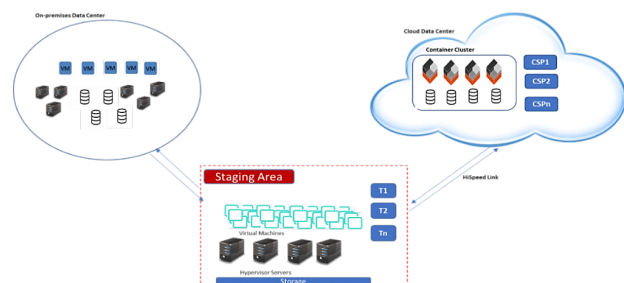 On-premises Data Center
VM VM VM VM VM
Cloud Data Center
Container Cluster
CSP1
CSP2
CSPn
HiSpeed Link
Staging Area
T1
T2
Tn
Virtual Machines
Hypervisor Servers
Storage